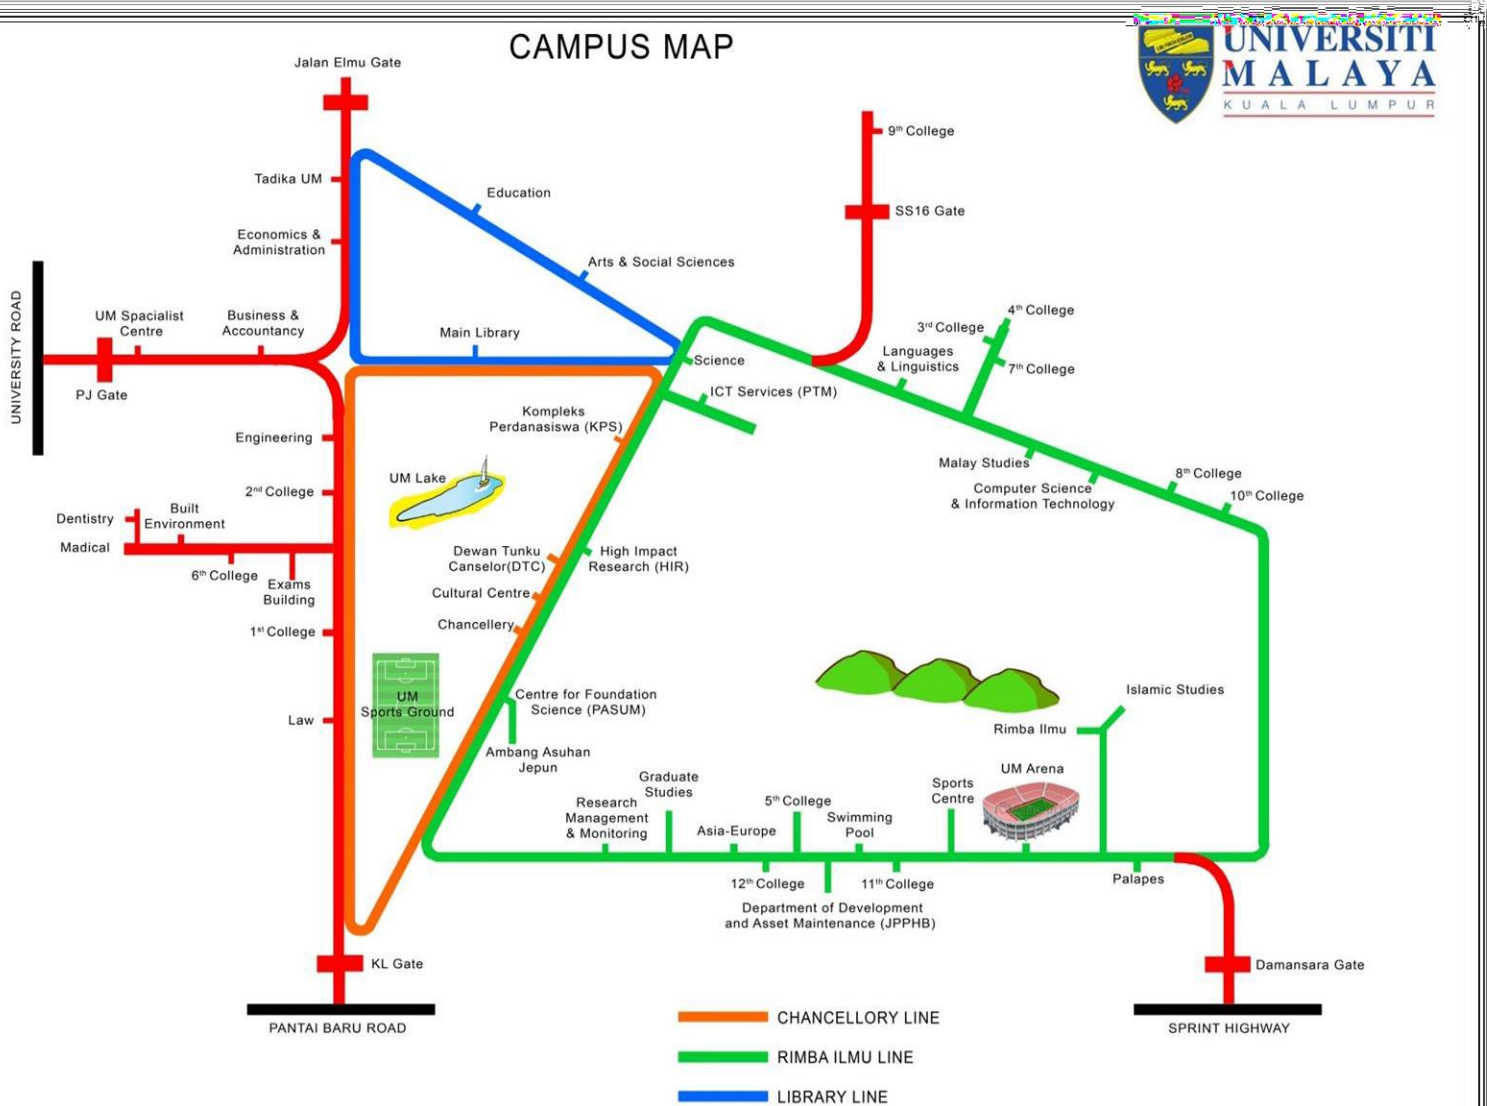 CAMPUS MAP
UNIVERSITI
MALAYA
KUALA LUMPUR
Jalan Elmu Gate
9th College
Tadika UM
Education
SS16 Gate
Economics &
Administration
Arts & Social Sciences
UNIVERSITY ROAD
UM Spacialist
Centre
Business &
Accountancy
Main Library
4th College
3rd College
Languages
& Linguistics
Science
7th College
PJ Gate
ICT Services (PTM)
Kompleks
Perdanasiswa (KPS)
Engineering
UM Lake
Malay Studies
8th College
2nd College
Computer Science
& Information Technology
10th College
Dentistry
Built
Environment
Madical
6th College
Exams
Building
Dewan Tunku
Canselor(DTC)
High Impact
Research (HIR)
Cultural Centre
1st College
Chancellery
UM
Sports Ground
Law
Centre for Foundation
Science (PASUM)
Islamic Studies
Rimba Ilmu
Ambang Asuhan
Jepun
UM Arena
Graduate
Studies
Sports
Centre
Research
Management
& Monitoring
5th College
Asia-Europe
Swimming
Pool
12th College
11th College
Palapes
Department of Development
and Asset Maintenance (JPPHB)
KL Gate
Damansara Gate
PANTAI BARU ROAD
SPRINT HIGHWAY
CHANCELLORY LINE
RIMBA ILMU LINE
LIBRARY LINE